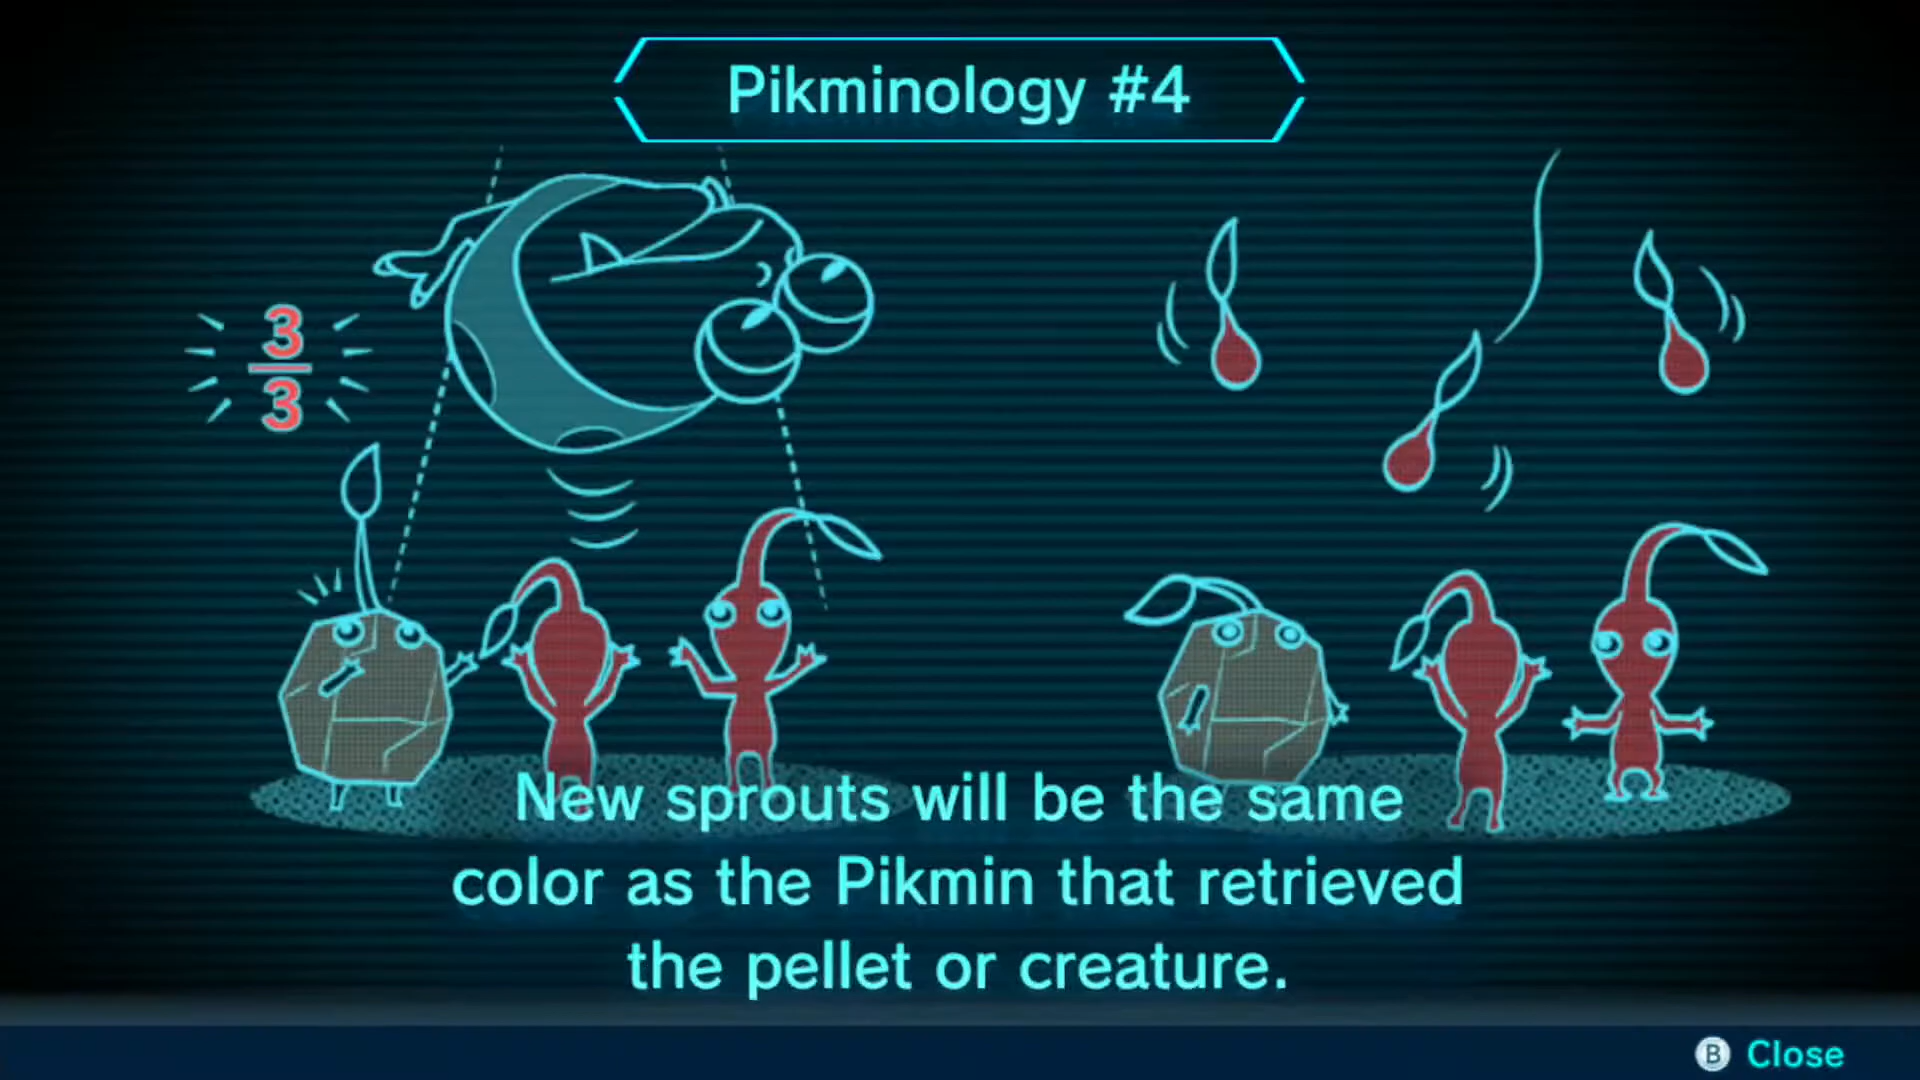 Pikminology #4
3
3
New sprouts will be the same
color as the Pikmin that retrieved
the pellet or creature.
B Close